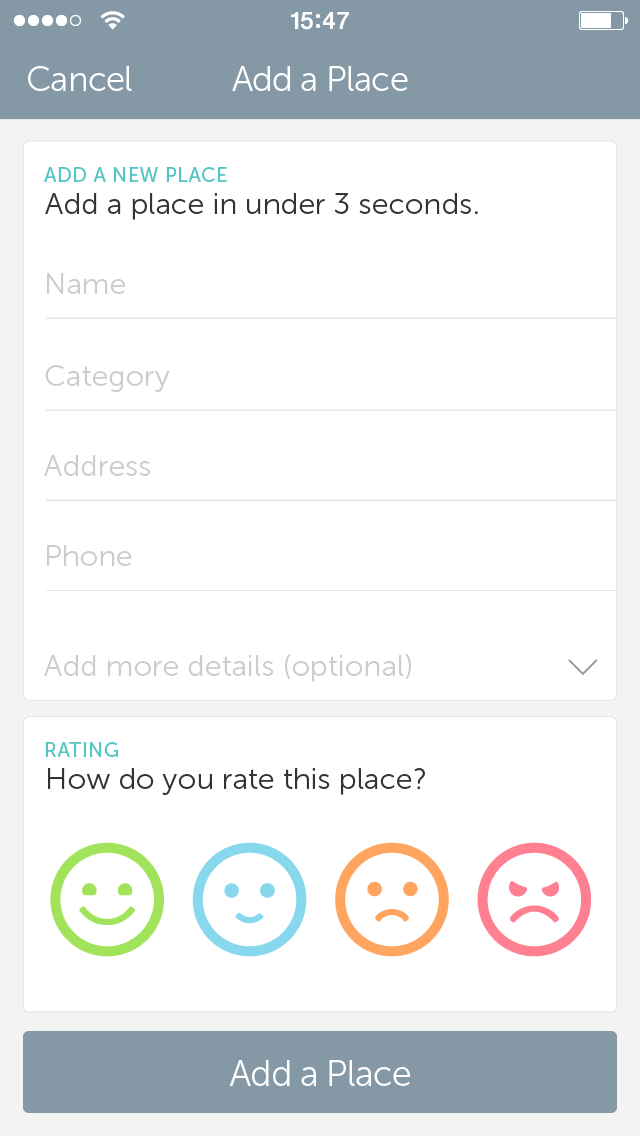 15:47
Cancel Add a Place
ADD A NEW PLACE
Add a place in under 3 seconds.
Name
Category
Address
Phone
Add more details (optional)
RATING
How do you rate this place?
Add a Place